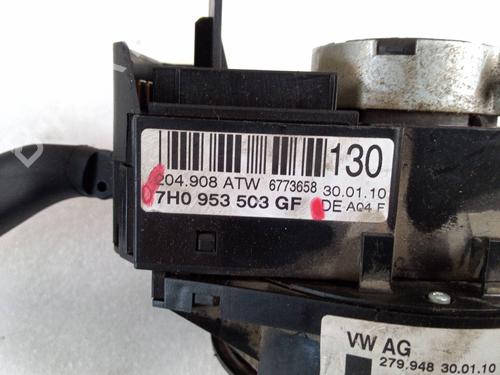 130
204.908 ATW 6773658 30.01.10
7H0 953 503 GF DE A04 F
VW AG
279.948 30.01.10